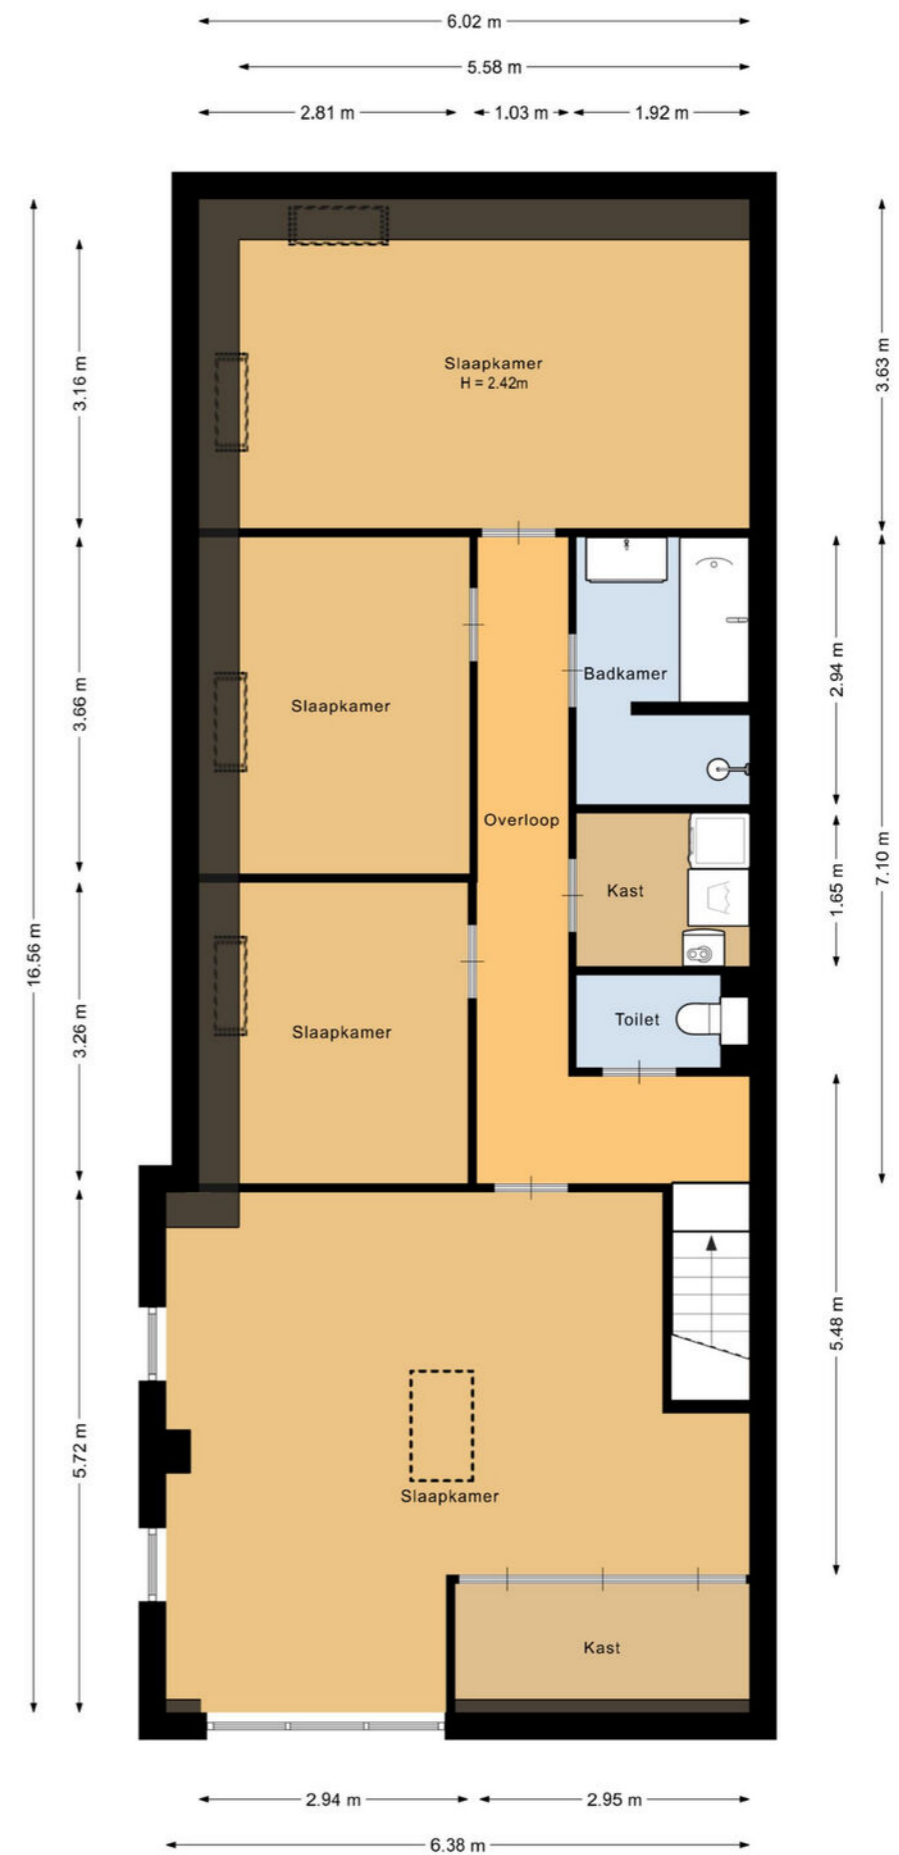 6.02 m
5.58 m
2.81 m
1.03 m
1.92 m
3.16 m
3.63 m
Slaapkamer
H = 2.42m
3.66 m
2.94 m
Badkamer
Slaapkamer
Overloop
7.10 m
Kast
1.65 m
16.56 m
3.26 m
Toilet
Slaapkamer
5.48 m
5.72 m
Slaapkamer
Kast
2.94 m
2.95 m
6.38 m